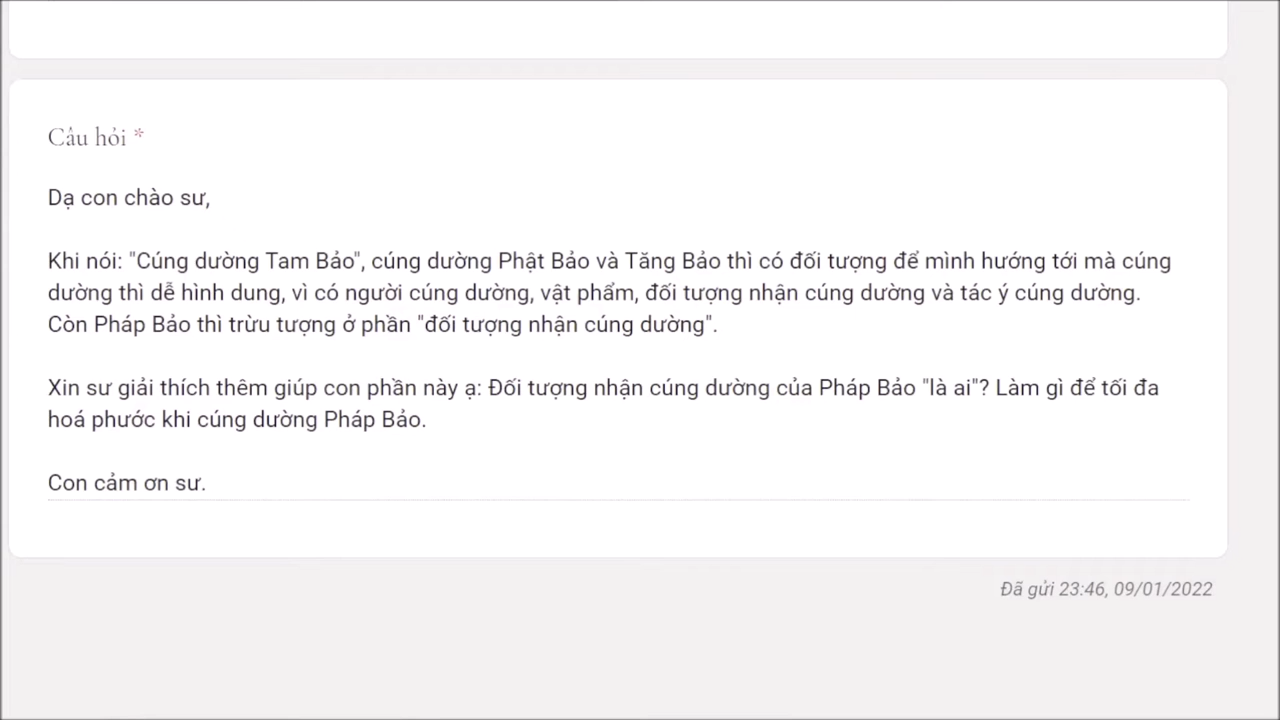 Câu hỏi *
Dạ con chào sư,
Khi nói: "Cúng dường Tam Bảo", cúng dường Phật Bảo và Tăng Bảo thì có đối tượng để mình hướng tới mà cúng
dường thì dễ hình dung, vì có người cúng dường, vật phẩm, đối tượng nhận cúng dường và tác ý cúng dường.
Còn Pháp Bảo thì trừu tượng ở phần "đối tượng nhận cúng dường".
Xin sư giải thích thêm giúp con phần này ạ: Đối tượng nhận cúng dường của Pháp Bảo "là ai"? Làm gì để tối đa
hoá phước khi cúng dường Pháp Bảo.
Con cảm ơn sư.
Đã gửi 23:46, 09/01/2022